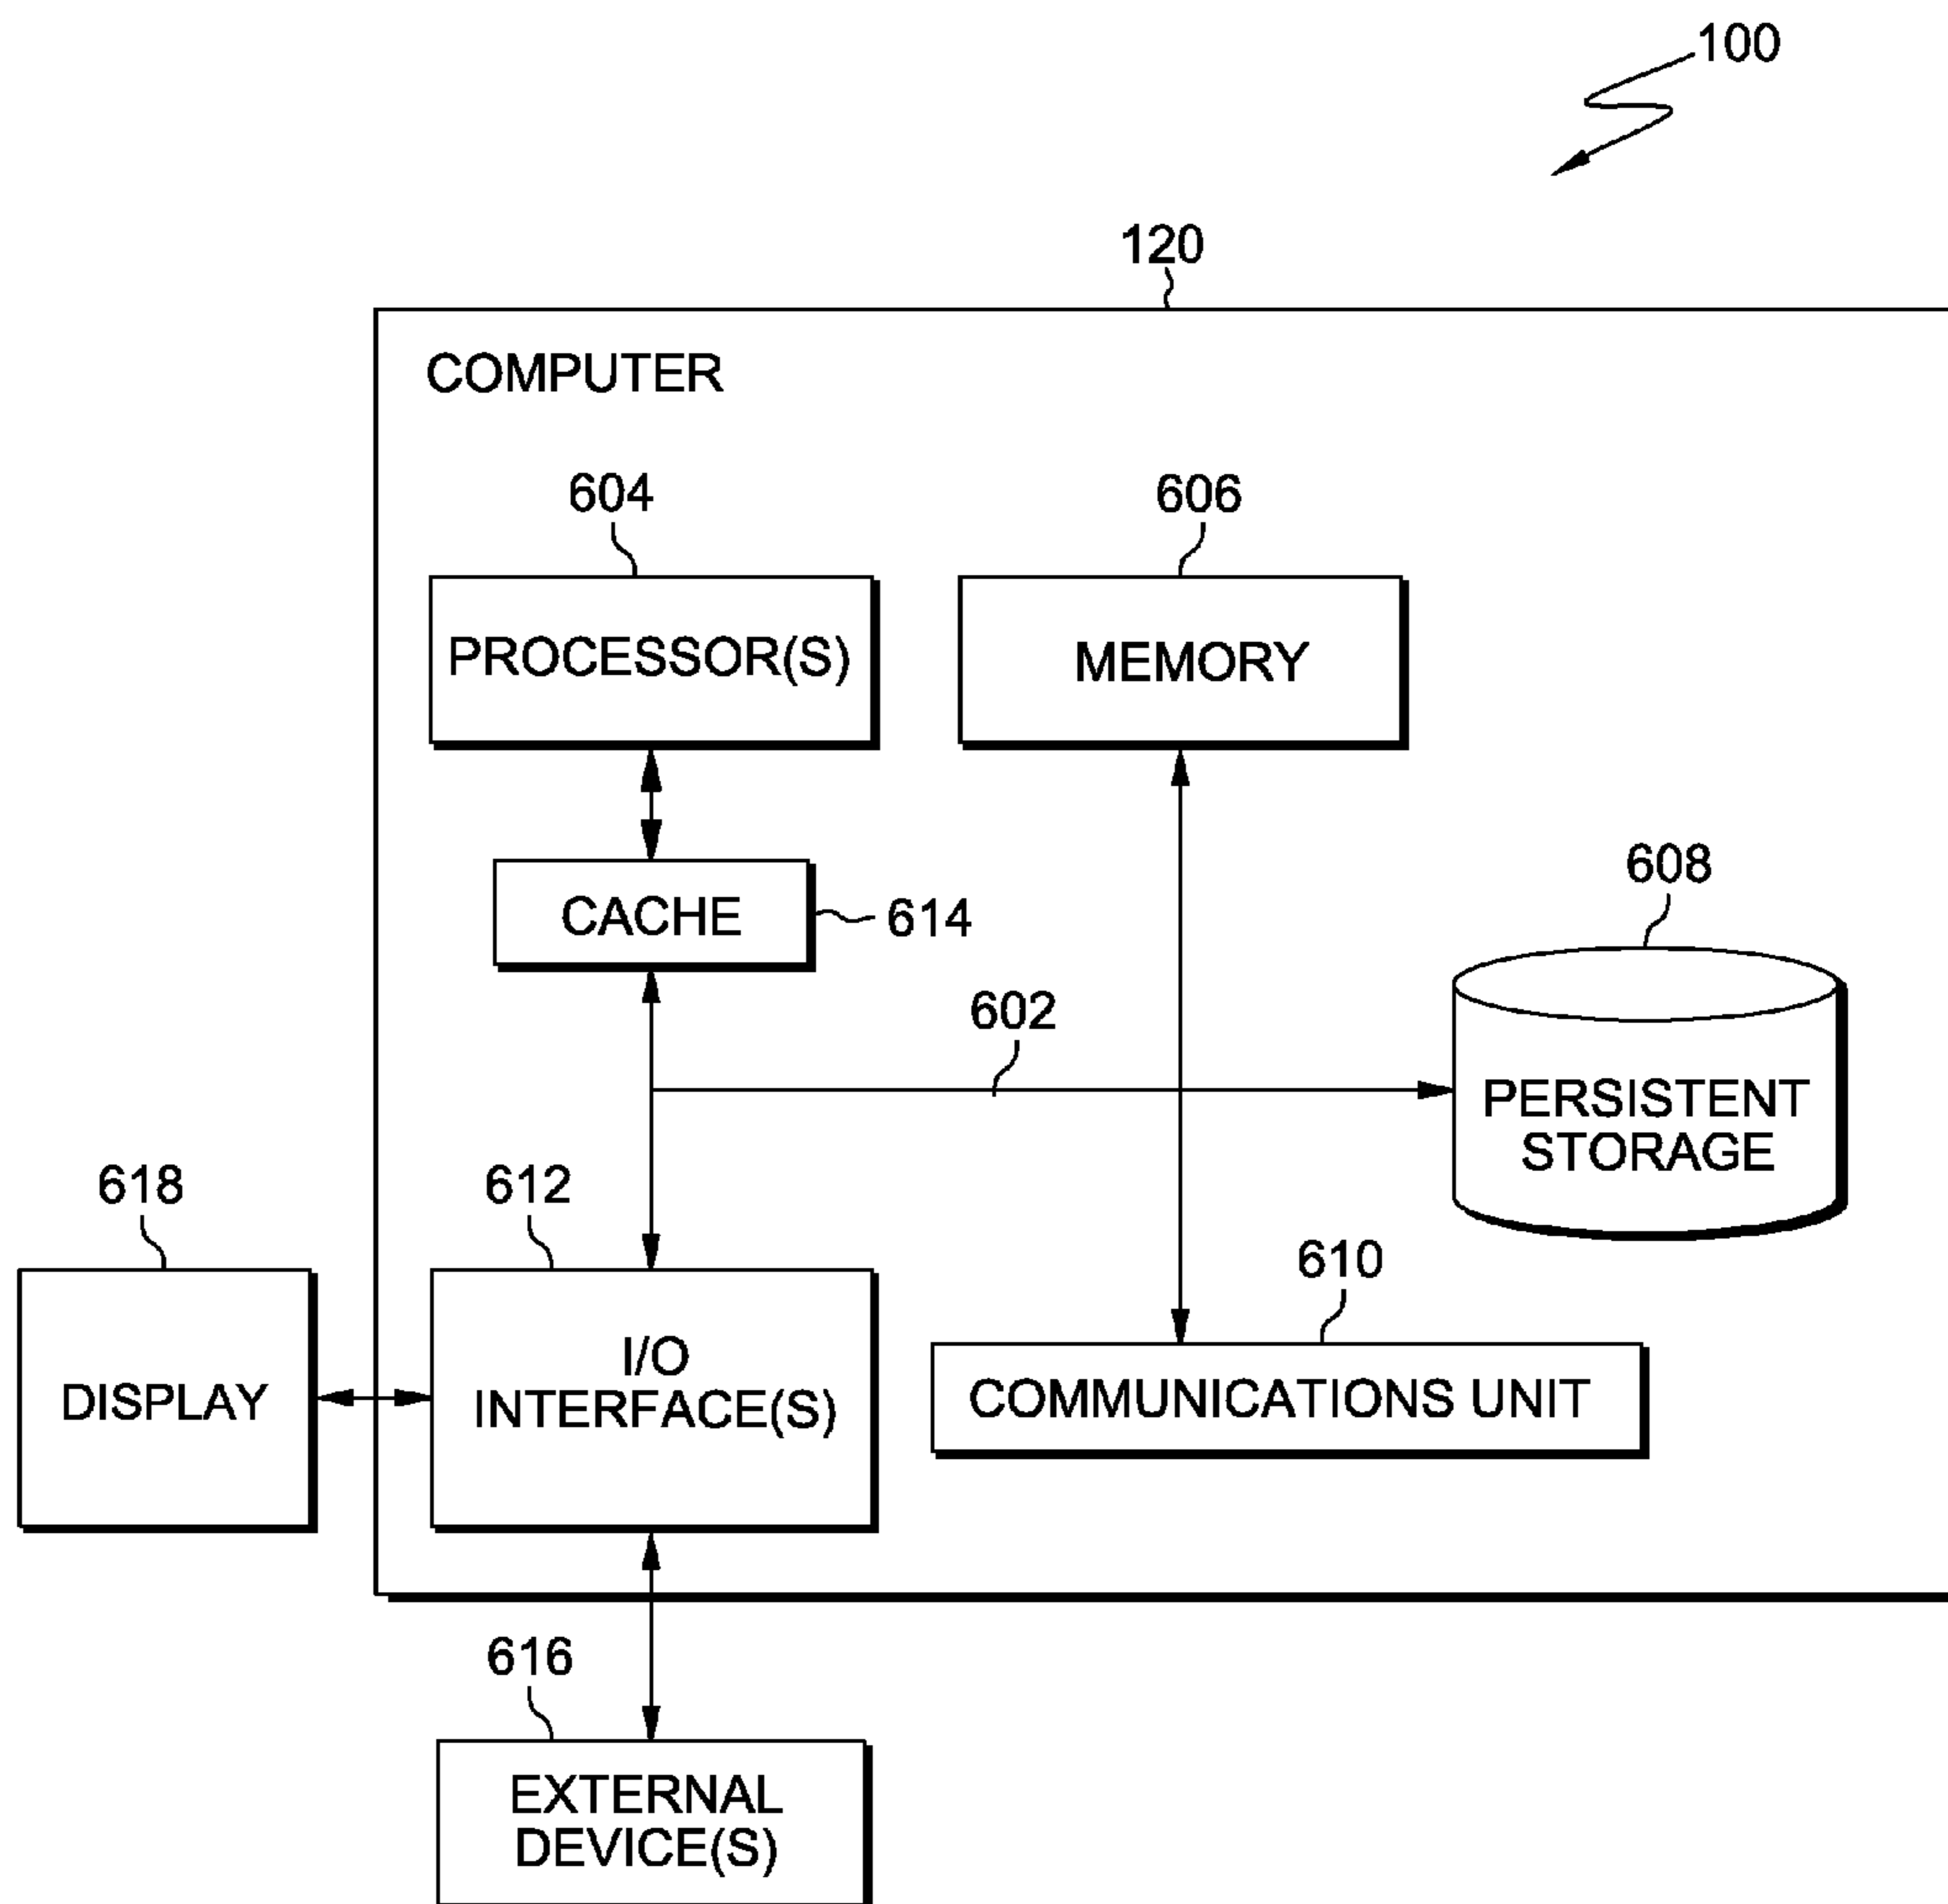 100
120
COMPUTER
604
606
PROCESSOR(S)
MEMORY
CACHE
614
608
602
PERSISTENT
STORAGE
618
612
610
DISPLAY
I/O
INTERFACE(S)
COMMUNICATIONS UNIT
616
EXTERNAL
DEVICE(S)